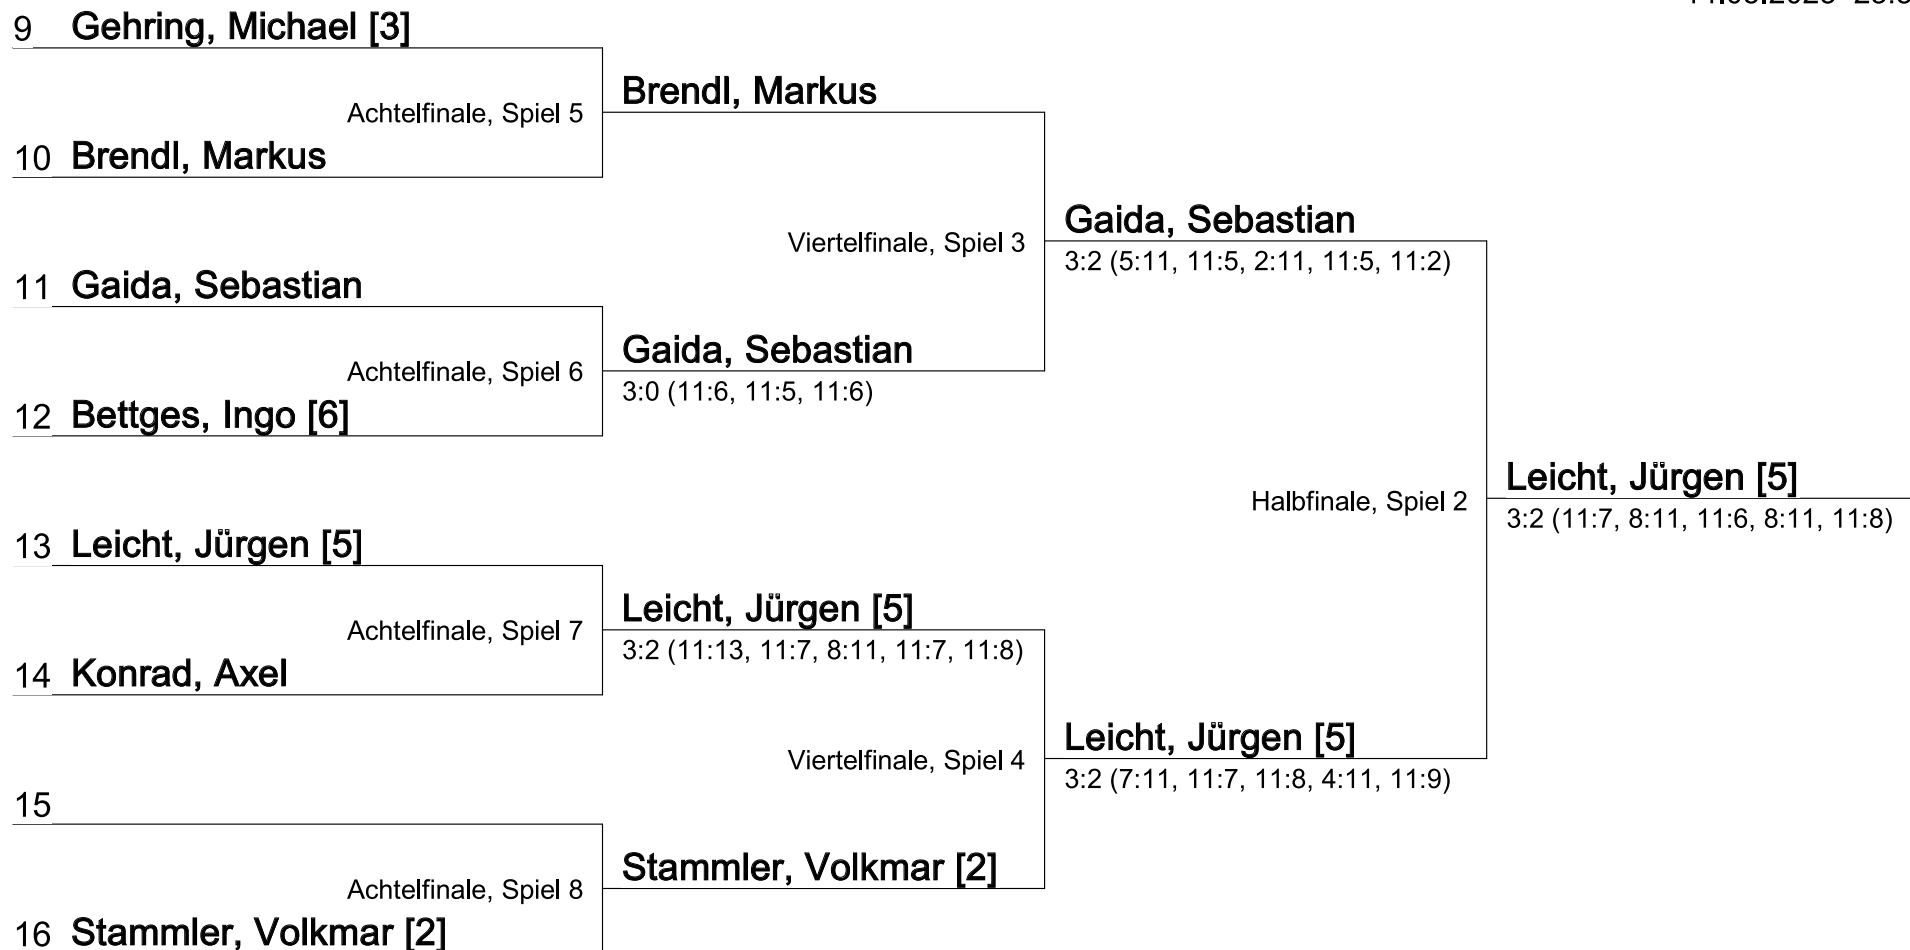 9 Gehring, Michael [3]
Achtelfinale, Spiel 5
Brendl, Markus
10 Brendl, Markus
Viertelfinale, Spiel 3
Gaida, Sebastian
3:2 (5:11, 11:5, 2:11, 11:5, 11:2)
11 Gaida, Sebastian
Achtelfinale, Spiel 6
Gaida, Sebastian
3:0 (11:6, 11:5, 11:6)
12 Bettges, Ingo [6]
Halbfinale, Spiel 2
Leicht, Jürgen [5]
3:2 (11:7, 8:11, 11:6, 8:11, 11:8)
13 Leicht, Jürgen [5]
Achtelfinale, Spiel 7
Leicht, Jürgen [5]
3:2 (11:13, 11:7, 8:11, 11:7, 11:8)
14 Konrad, Axel
Viertelfinale, Spiel 4
Leicht, Jürgen [5]
3:2 (7:11, 11:7, 11:8, 4:11, 11:9)
15
Achtelfinale, Spiel 8
Stammler, Volkmar [2]
16 Stammler, Volkmar [2]